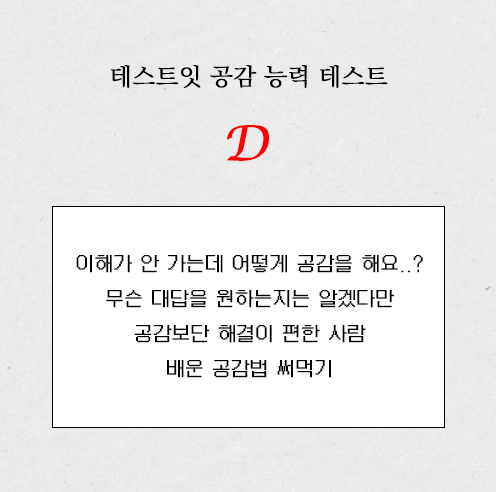 테스트잇 공감 능력 테스트
D
이해가 안 가는데 어떻게 공감을 해요..?
무슨 대답을 원하는지는 알겠다만
공감보단 해결이 편한 사람
배운 공감법 써먹기